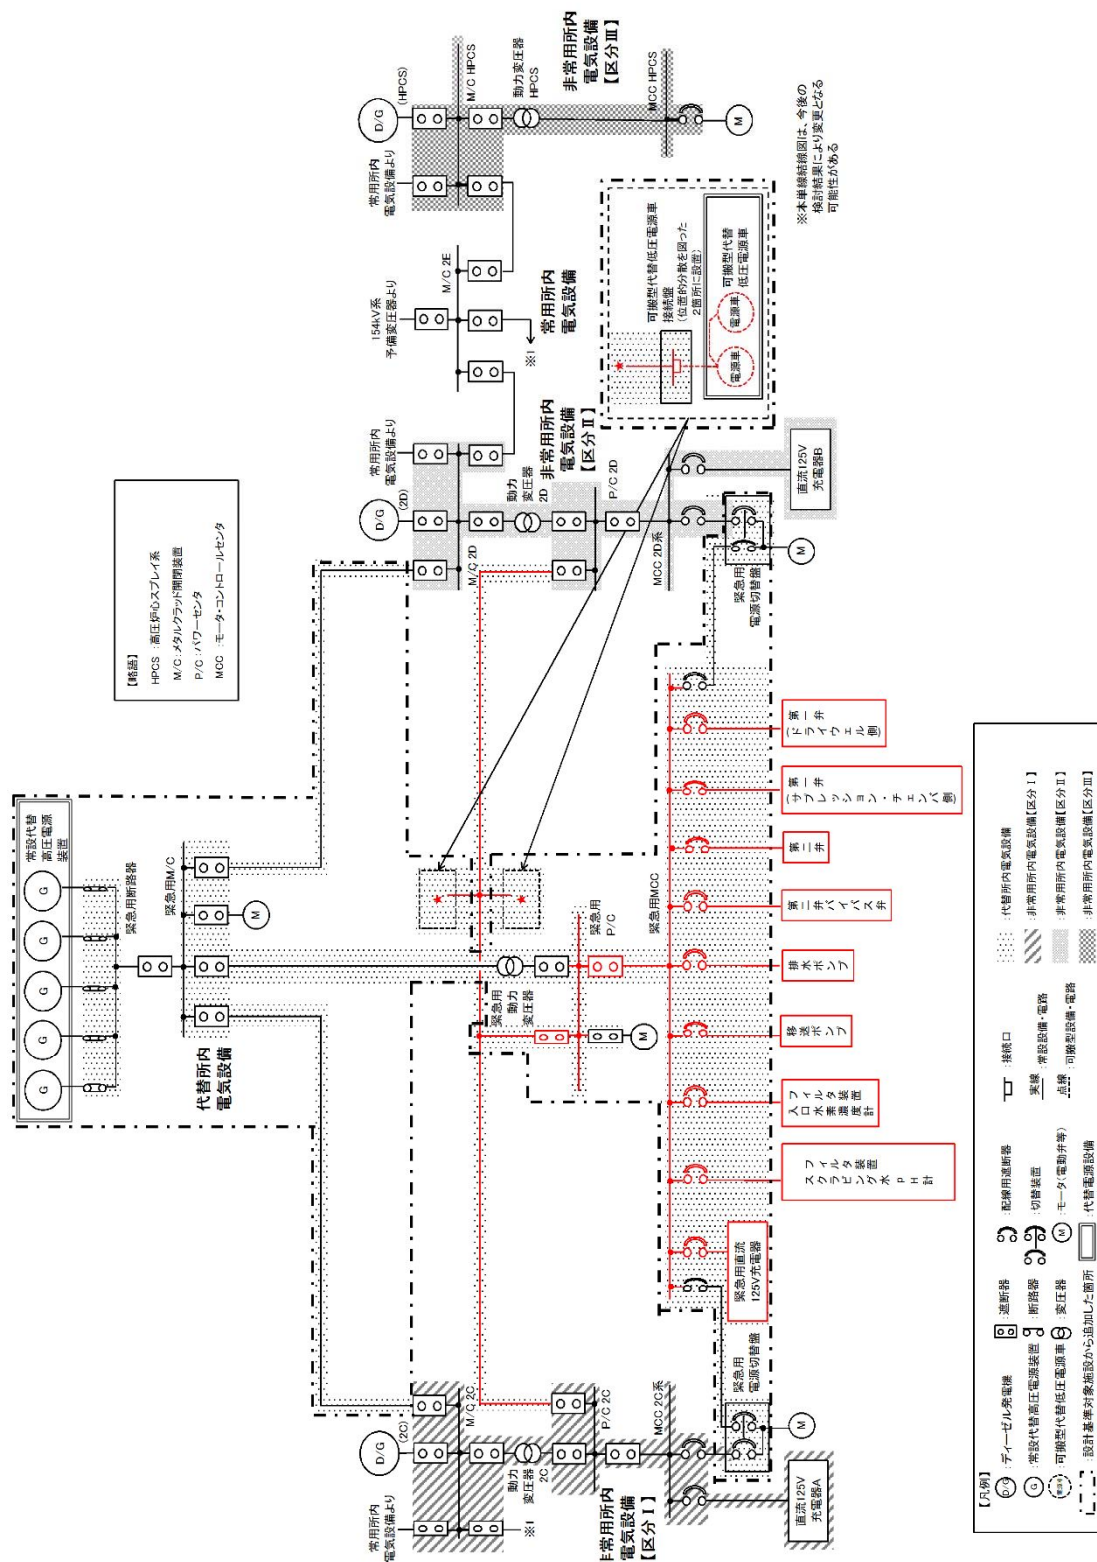 【略語】
HPCS :高圧炉心スプレイ系
M/C :メタルクラッド開閉装置
P/C :パワーセンタ
MCC :モータ・コントロールセンタ
常設代替
高圧電源
装置
G
G
G
G
G
緊急用断路器
緊急用M/C
M
代替所内
電気設備
緊急用
動力
変圧器
緊急用
P/C
M
緊急用MCC
D/G
(2C)
常用所内
電気設備より
M/C 2C
※1
動力
変圧器
2C
P/C 2C
非常用所内
電気設備
【区分Ⅰ】
MCC 2C系
直流125V
充電器A
緊急用
電源切替盤
M
緊急用直流
125V充電器
フィルタ装置
スクラビング水pH計
フィルタ装置
入口水素濃度計
移送ポンプ
排水ポンプ
第二弁バイパス弁
第二弁
第一弁
(サプレッション・チェンバ側)
第一弁
(ドライウェル側)
D/G
(2D)
常用所内
電気設備より
M/C 2D
動力
変圧器
2D
P/C 2D
非常用所内
電気設備
【区分Ⅱ】
MCC 2D系
緊急用
電源切替盤
M
直流125V
充電器B
154kV系
予備変圧器より
M/C 2E
※1
常用所内
電気設備
D/G
(HPCS)
常用所内
電気設備より
M/C HPCS
動力変圧器
HPCS
非常用所内
電気設備
【区分Ⅲ】
MCC HPCS
M
可搬型代替低圧電源車
接続盤
(位置的分散を図った
2箇所に設置)
電源車
電源車
可搬型代替
低圧電源車
※本単線結線図は、今後の
検討結果により変更となる
可能性がある
【凡例】
D/G :ディーゼル発電機
G :常設代替高圧電源装置
電源車 :可搬型代替低圧電源車
:設計基準対象施設から追加した箇所
:遮断器
:断路器
:変圧器
:配線用遮断器
:切替装置
M :モータ(電動弁等)
:代替電源設備
:接続口
実線 :常設設備・電路
点線 :可搬型設備・電路
:代替所内電気設備
:非常用所内電気設備【区分Ⅰ】
:非常用所内電気設備【区分Ⅱ】
:非常用所内電気設備【区分Ⅲ】